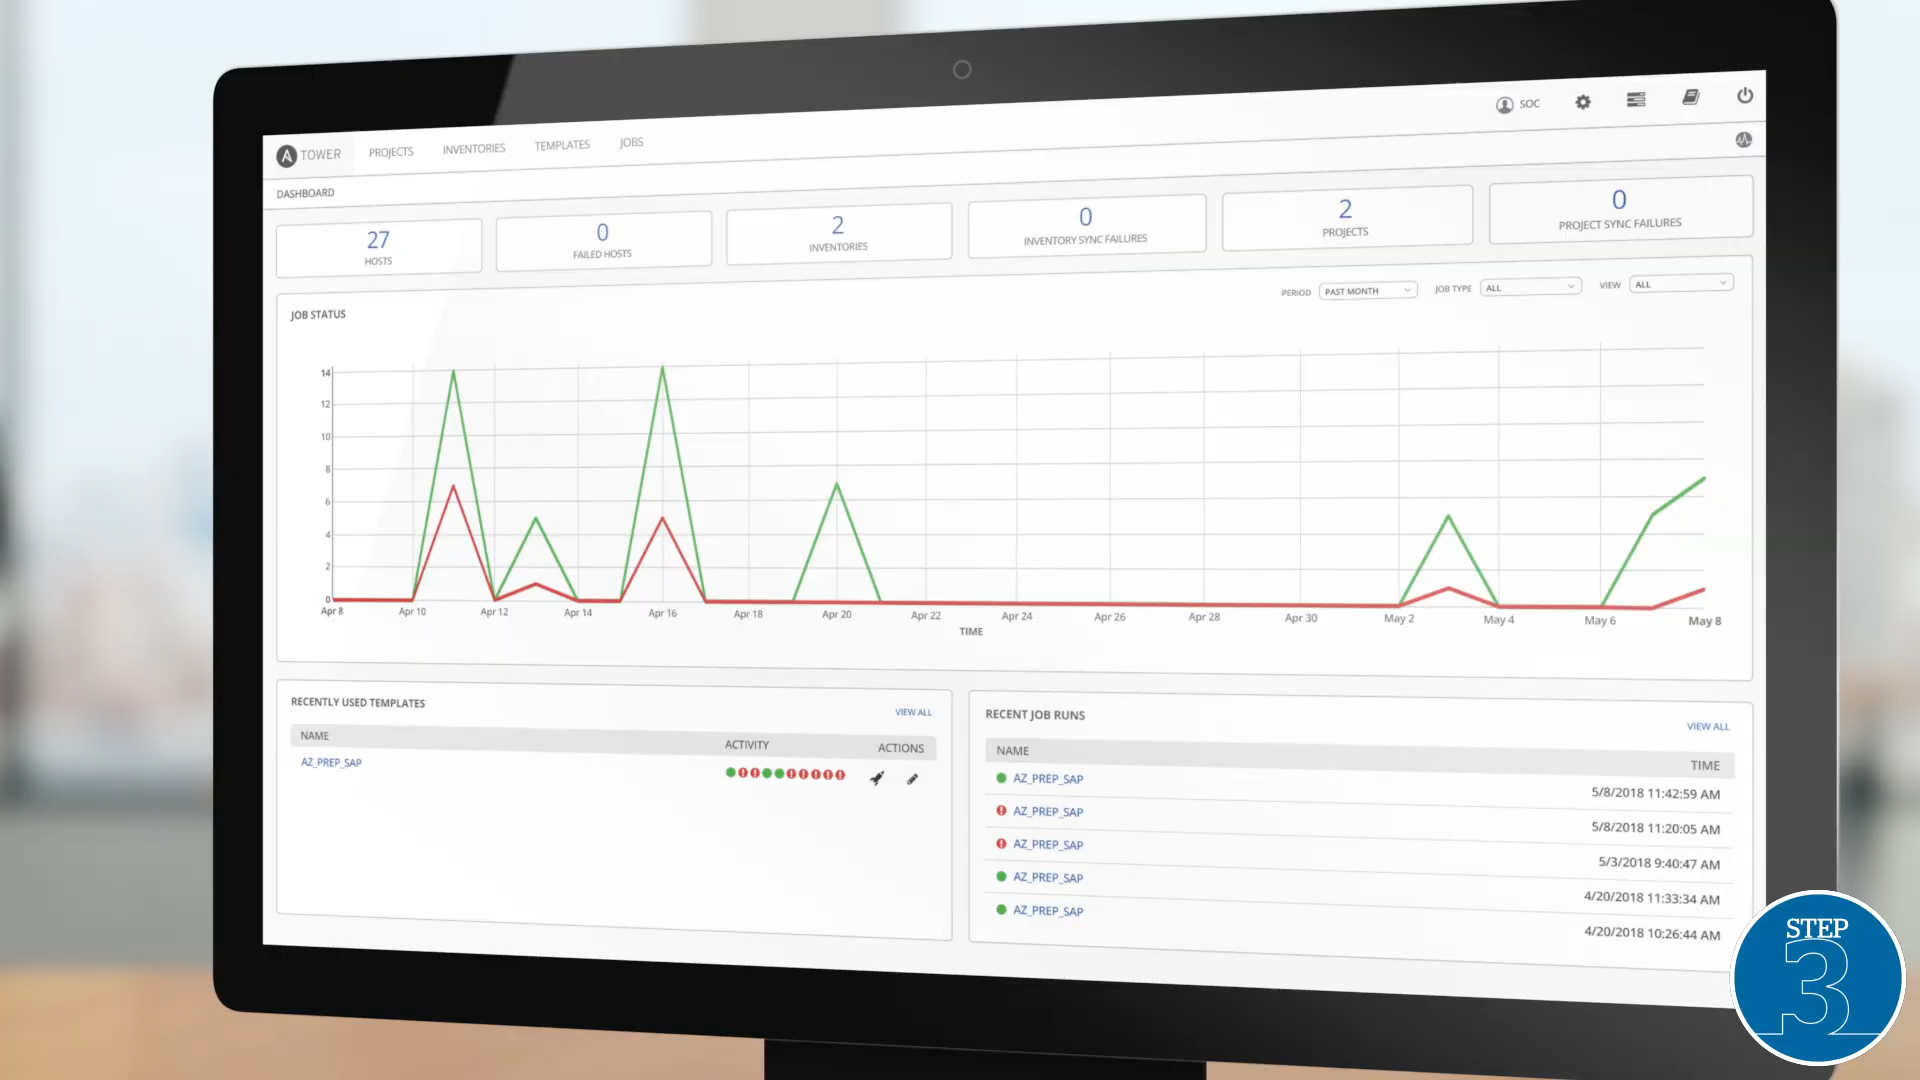 SOC
TOWER PROJECTS INVENTORIES TEMPLATES JOBS
DASHBOARD
27 0 2 0 2 0
HOSTS FAILED HOSTS INVENTORIES INVENTORY SYNC FAILURES PROJECTS PROJECT SYNC FAILURES
PERIOD PAST MONTH JOB TYPE ALL VIEW ALL
JOB STATUS
14
12
10
8
6
4
2
0
Apr 8 Apr 10 Apr 12 Apr 14 Apr 16 Apr 18 Apr 20 Apr 22 Apr 24 Apr 26 Apr 28 Apr 30 May 2 May 4 May 6 May 8
TIME
RECENTLY USED TEMPLATES
VIEW ALL
NAME ACTIVITY ACTIONS
AZ_PREP_SAP
RECENT JOB RUNS
VIEW ALL
NAME TIME
AZ_PREP_SAP 5/8/2018 11:42:59 AM
AZ_PREP_SAP 5/8/2018 11:20:05 AM
AZ_PREP_SAP 5/3/2018 9:40:47 AM
AZ_PREP_SAP 4/20/2018 11:33:34 AM
AZ_PREP_SAP 4/20/2018 10:26:44 AM
STEP
3